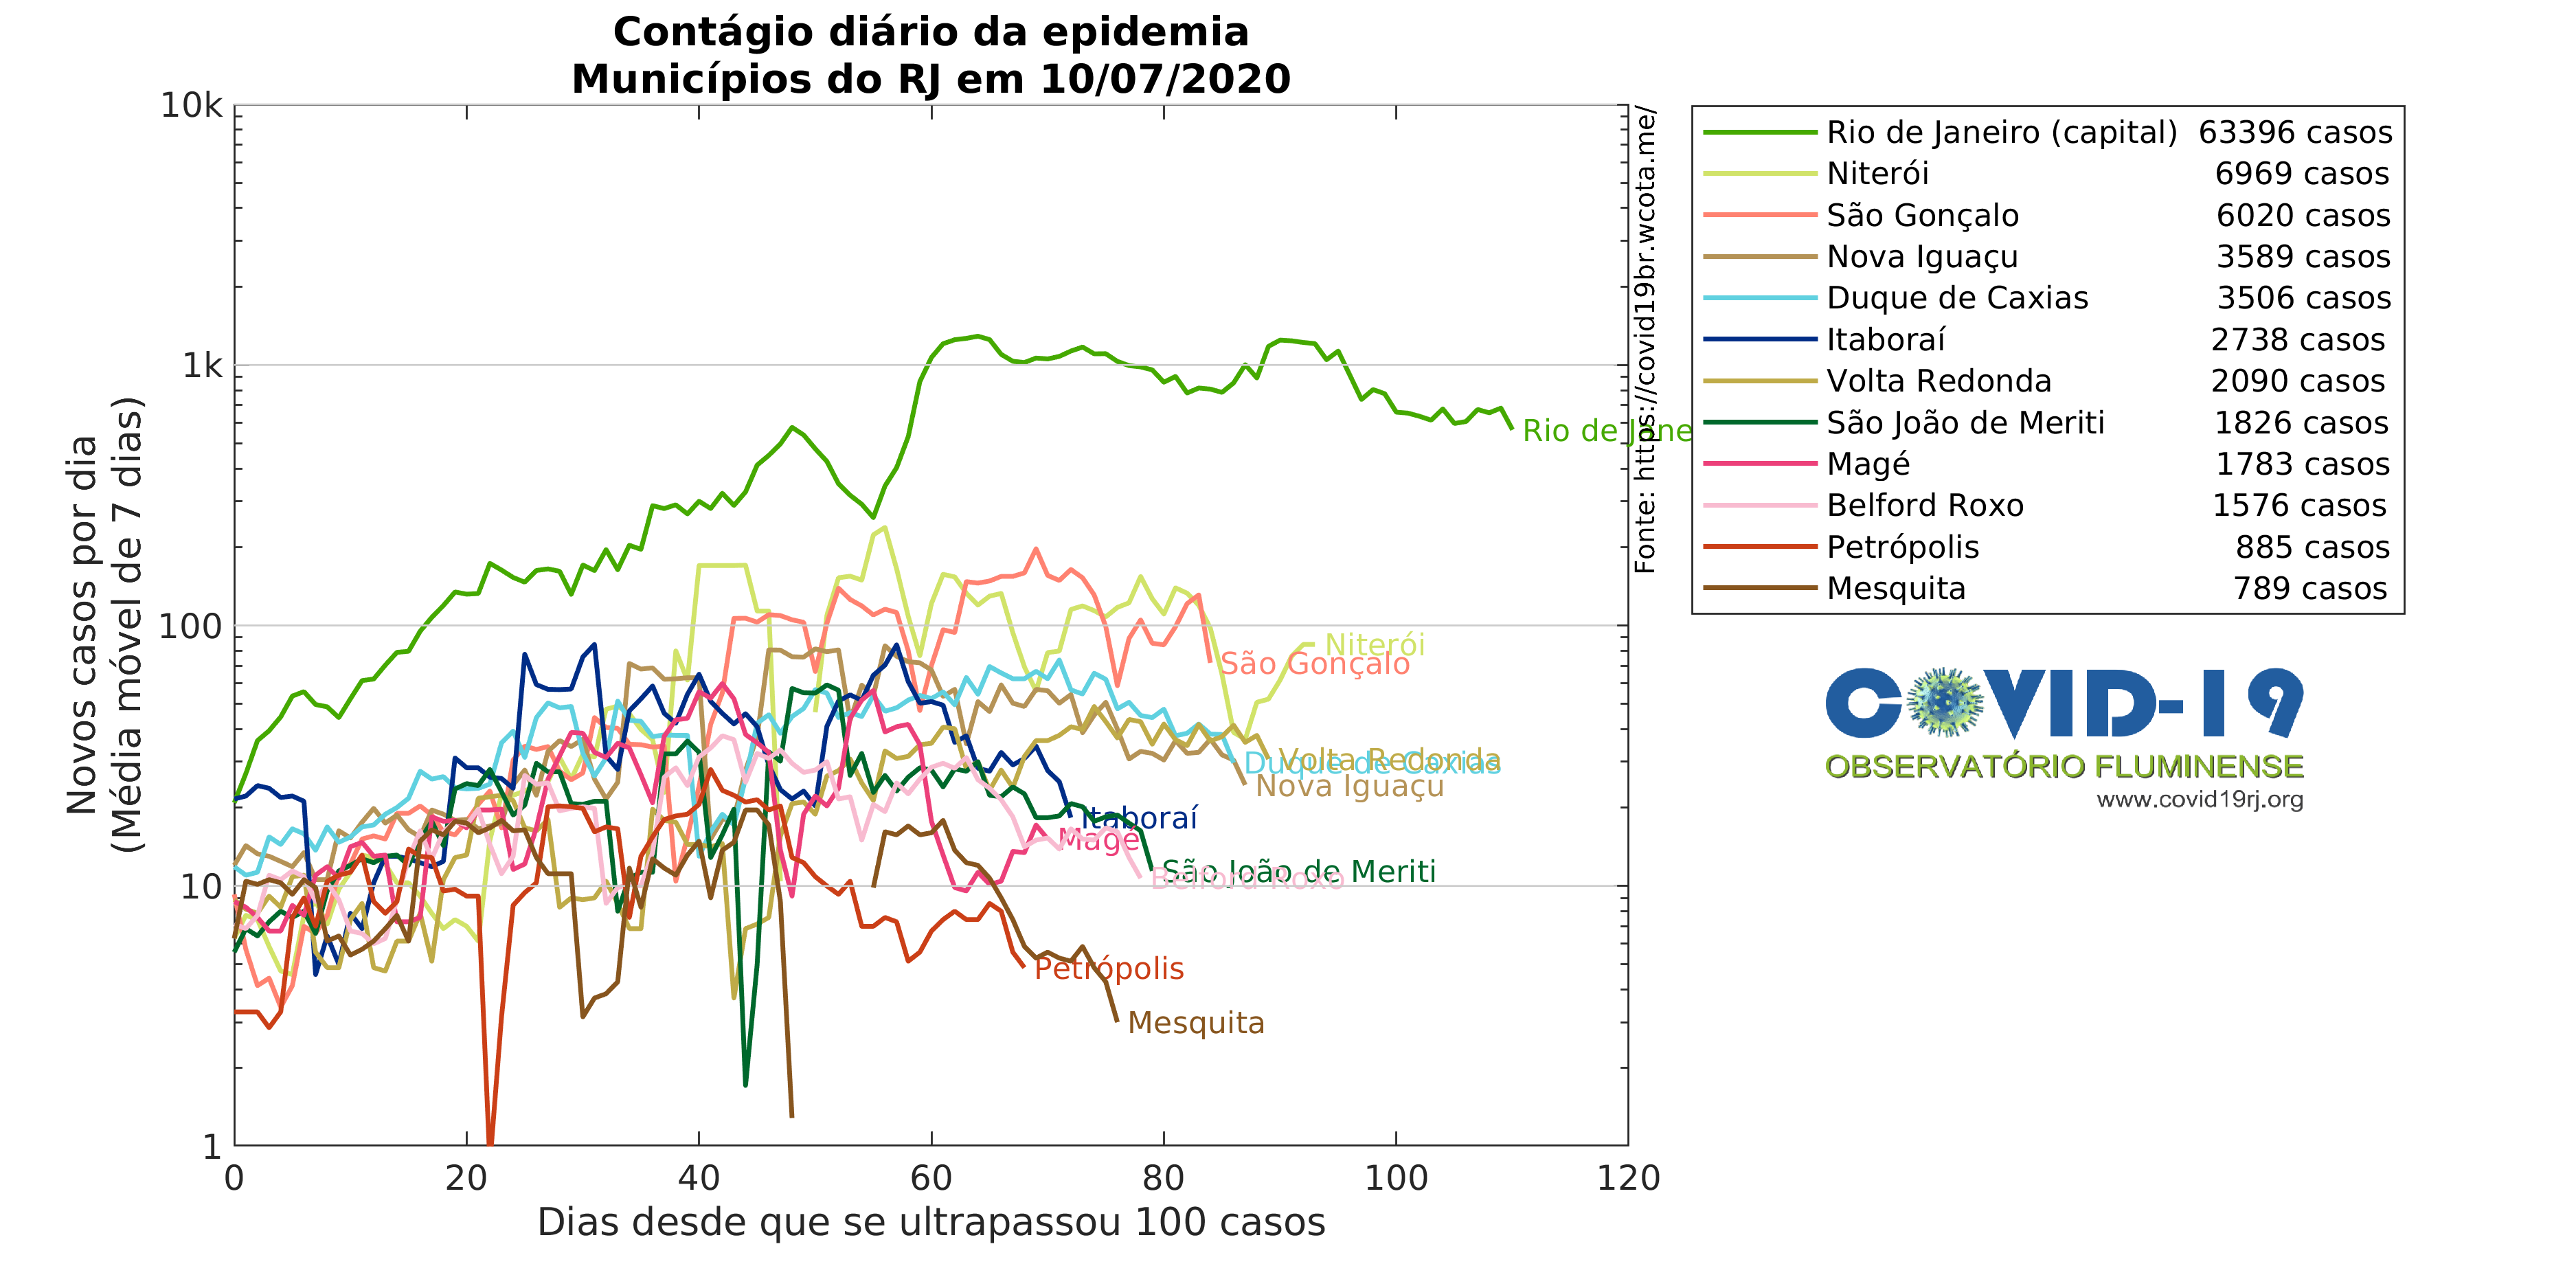 Contágio diário da epidemia
Municípios do RJ em 10/07/2020
10k
1k
100
10
1
Novos casos por dia
(Média móvel de 7 dias)
0 20 40 60 80 100 120
Dias desde que se ultrapassou 100 casos
Rio de Jane
Niterói
São Gonçalo
Volta Redonda
Duque de Caxias
Nova Iguaçu
Itaboraí
Magé
São João de Meriti
Belford Roxo
Petrópolis
Mesquita
Fonte: https://covid19br.wcota.me/
Rio de Janeiro (capital) 63396 casos
Niterói 6969 casos
São Gonçalo 6020 casos
Nova Iguaçu 3589 casos
Duque de Caxias 3506 casos
Itaboraí 2738 casos
Volta Redonda 2090 casos
São João de Meriti 1826 casos
Magé 1783 casos
Belford Roxo 1576 casos
Petrópolis 885 casos
Mesquita 789 casos
COVID-19
OBSERVATÓRIO FLUMINENSE
www.covid19rj.org